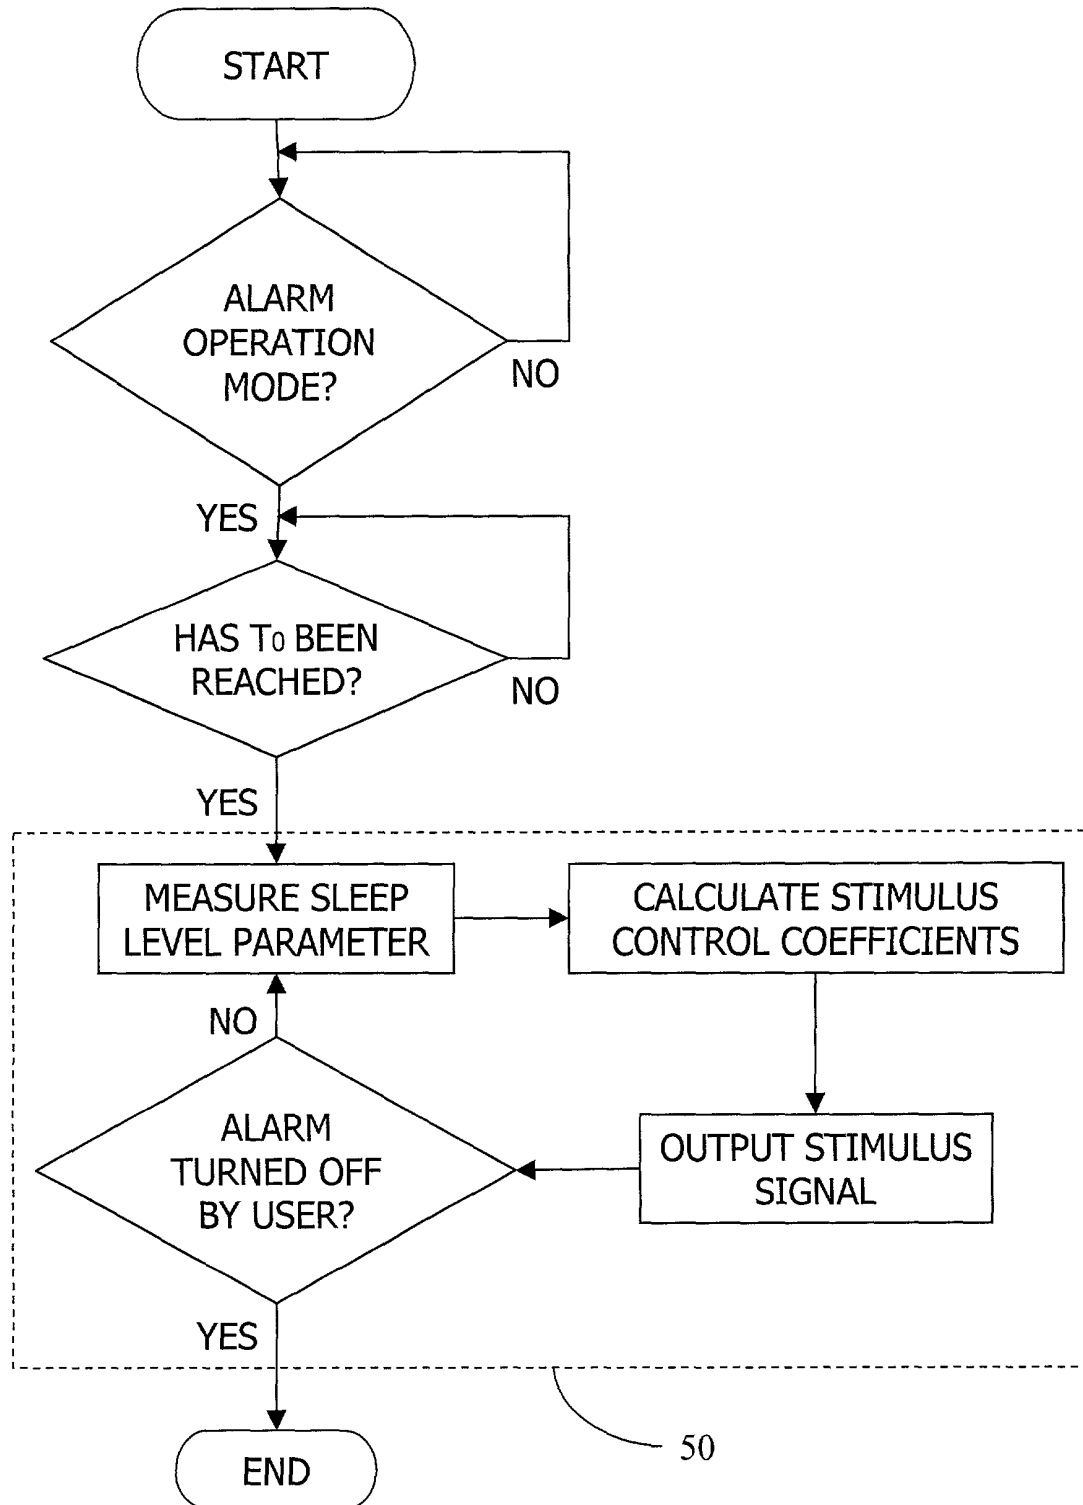 START
ALARM
OPERATION
MODE?
NO
YES
HAS T0 BEEN
REACHED?
NO
YES
MEASURE SLEEP
LEVEL PARAMETER
CALCULATE STIMULUS
CONTROL COEFFICIENTS
NO
ALARM
TURNED OFF
BY USER?
OUTPUT STIMULUS
SIGNAL
YES
50
END